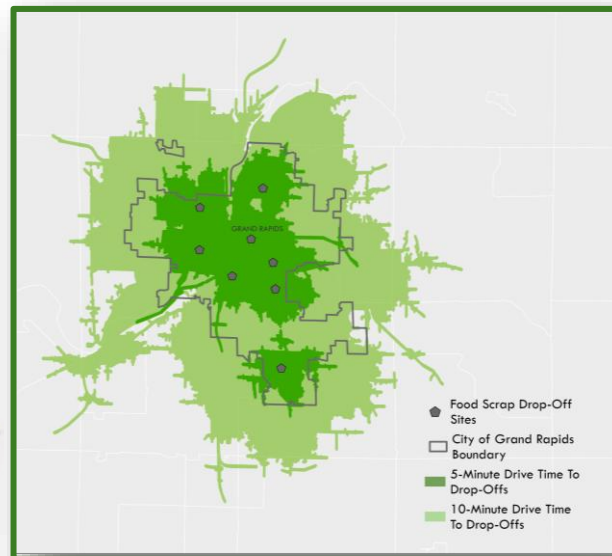 GRAND RAPIDS
Food Scrap Drop-Off
Sites
City of Grand Rapids
Boundary
5-Minute Drive Time To
Drop-Offs
10-Minute Drive Time
To Drop-Offs